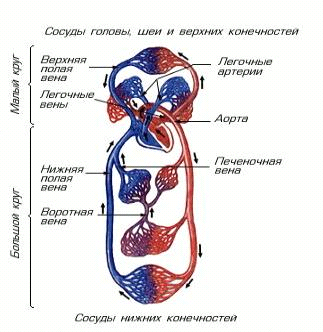 Сосуды головы, шеи и верхних конечностей
Малый круг
Верхняя
полая
вена
Легочные
артерии
Легочные
вены
Аорта
Большой круг
Нижняя
полая
вена
Печеночная
вена
Воротная
вена
Сосуды нижних конечностей